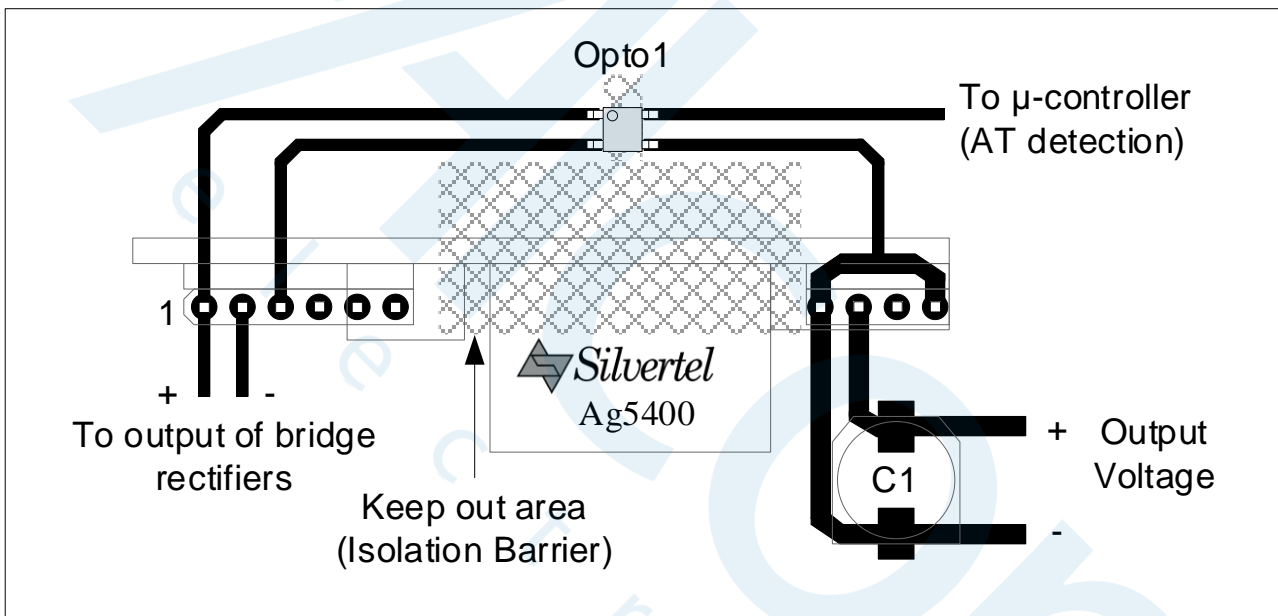 Opto1
To µ-controller
(AT detection)
1
+ -
To output of bridge
rectifiers
Keep out area
(Isolation Barrier)
Silvertel
Ag5400
C1
+ Output
Voltage
-